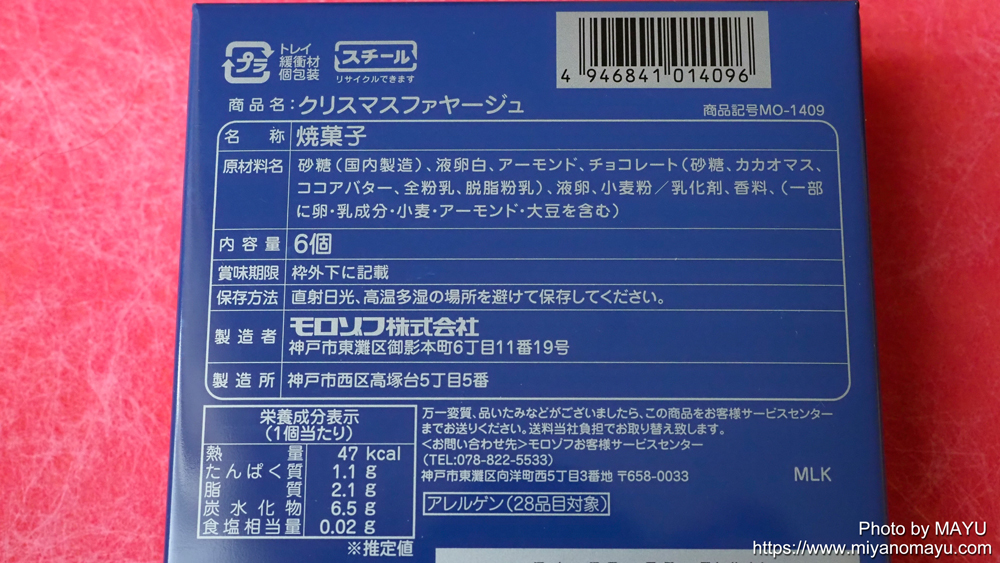 プラ
トレイ
緩衝材
個包装
スチール
リサイクルできます
4 946841 014096
商品名:クリスマスファヤージュ
商品記号MO-1409
名称 焼菓子
原材料名 砂糖(国内製造)、液卵白、アーモンド、チョコレート(砂糖、カカオマス、
ココアバター、全粉乳、脱脂粉乳)、液卵、小麦粉/乳化剤、香料、(一部
に卵・乳成分・小麦・アーモンド・大豆を含む)
内容量 6個
賞味期限 枠外下に記載
保存方法 直射日光、高温多湿の場所を避けて保存してください。
製造者 モロゾフ株式会社
神戸市東灘区御影本町6丁目11番19号
製造所 神戸市西区高塚台5丁目5番
栄養成分表示
(1個当たり)
熱量 47 kcal
たんぱく質 1.1 g
脂質 2.1 g
炭水化物 6.5 g
食塩相当量 0.02 g
※推定値
万一変質、品いたみなどがございましたら、この商品をお客様サービスセンター
までお送りください。送料当社負担でお取り替え致します。
<お問い合わせ先>モロゾフお客様サービスセンター
(TEL:078-822-5533)
神戸市東灘区向洋町西5丁目3番地 〒658-0033
MLK
アレルゲン(28品目対象)
Photo by MAYU
https://www.miyanomayu.com/